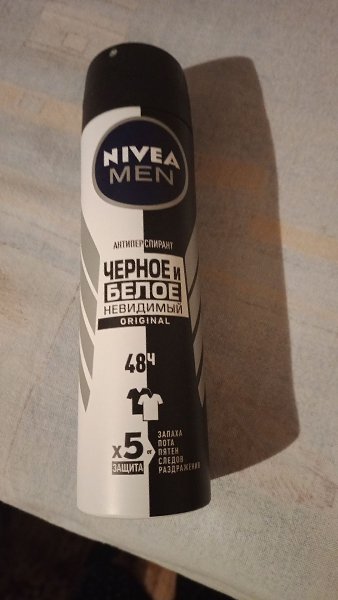 NIVEA
MEN
АНТИПЕРСПИРАНТ
ЧЕРНОЕ И
БЕЛОЕ
НЕВИДИМЫЙ
ORIGINAL
48Ч
x5 от
ЗАЩИТА
ЗАПАХА
ПОТА
ПЯТЕН
СЛЕДОВ
РАЗДРАЖЕНИЯ